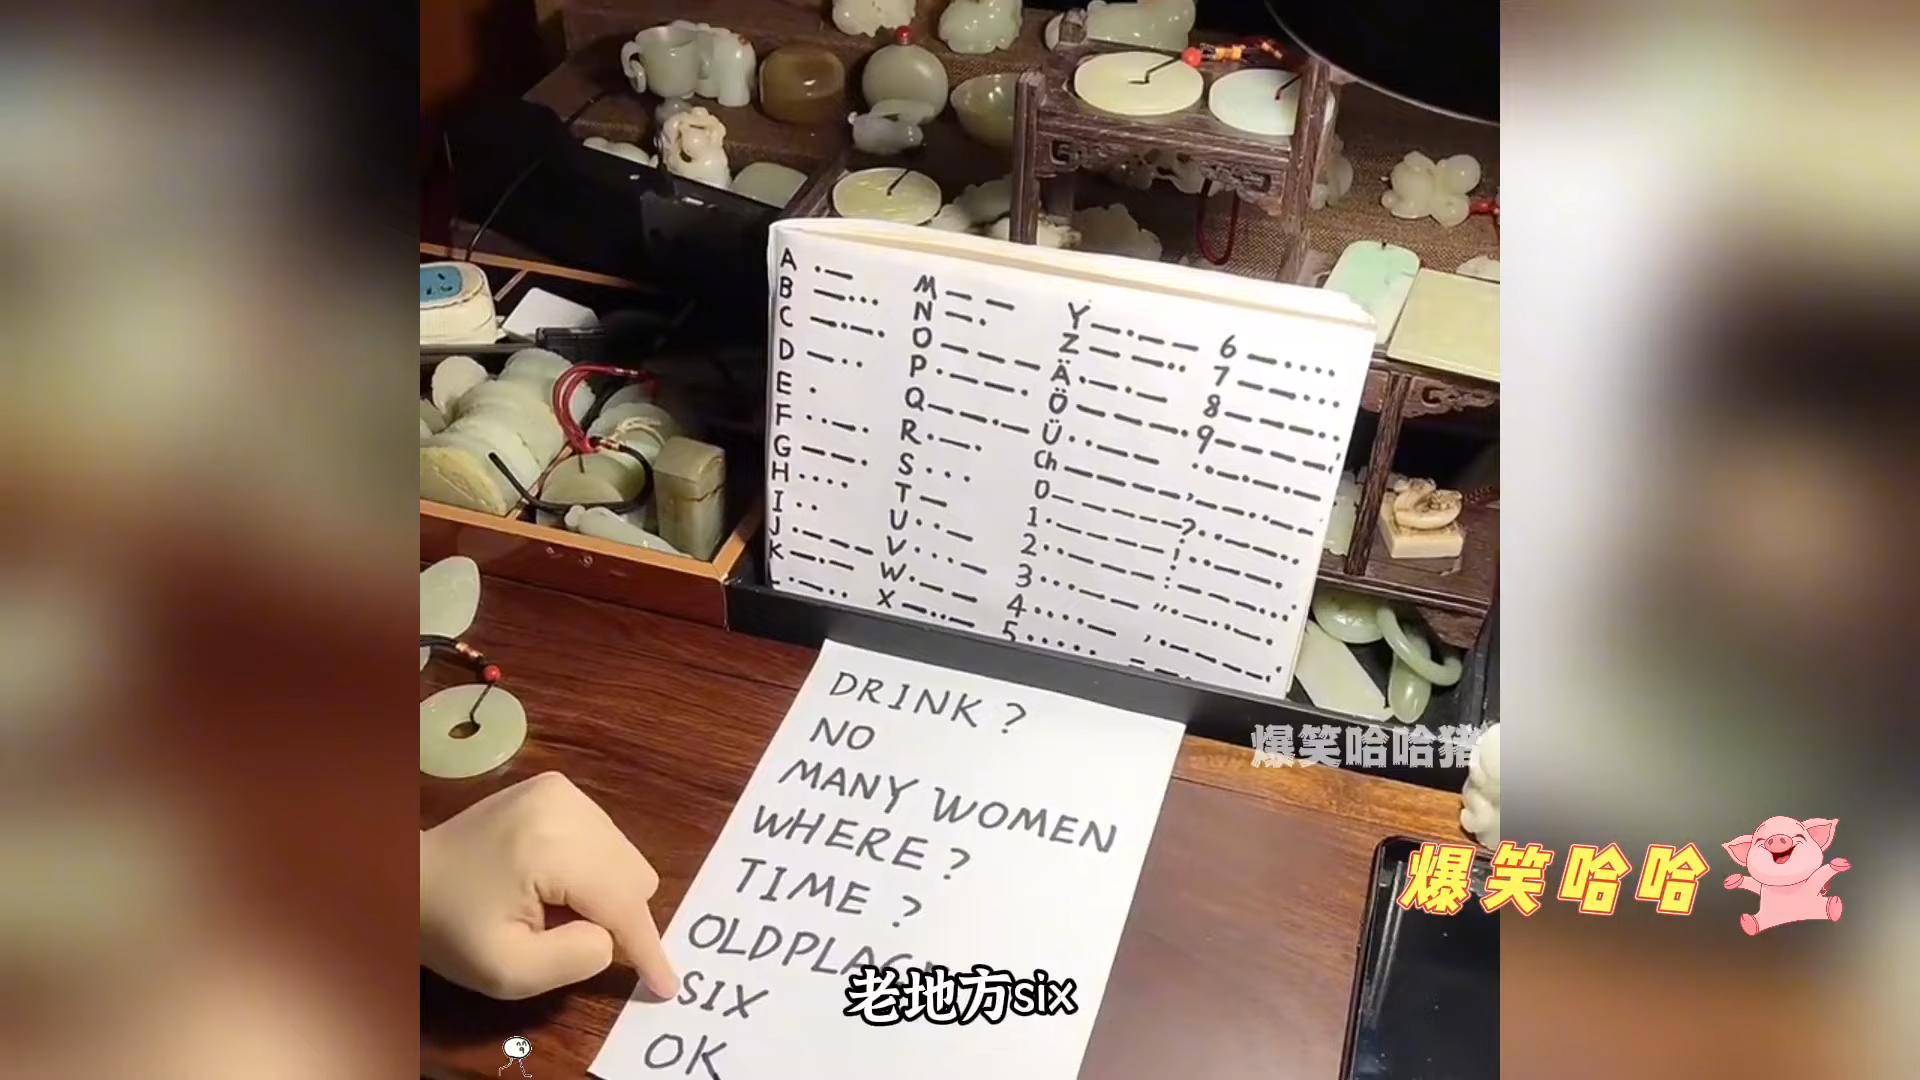 A ·—
B —···
C —·—·
D —··
E ·
F ··—·
G ——·
H ····
I ··
J ·———
K —·—
L ·—··
M ——
N —·
O ———
P ·——·
Q ——·—
R ·—·
S ···
T —
U ··—
V ···—
W ·——
X —··—
Y —·——
Z ——··
Ä ·—·—
Ö ———·
Ü ··——
Ch ————
0 —————
1 ·————
2 ··———
3 ···——
4 ····—
5 ·····
6 —····
7 ——···
8 ———··
9 ————·
DRINK ?
NO
MANY WOMEN
WHERE ?
TIME ?
OLDPLAC
SIX
OK
老地方six
爆笑哈哈猪
爆笑哈哈